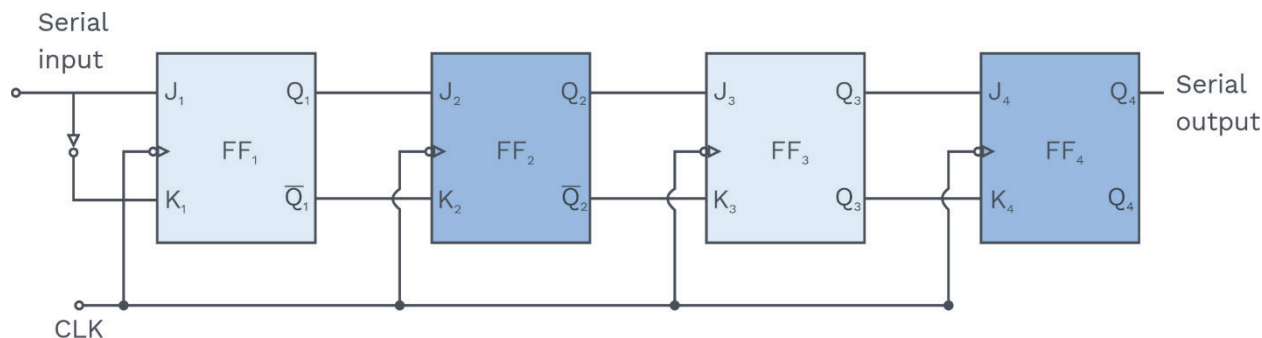 Serial
input
J₁ Q₁ J₂ Q₂ J₃ Q₃ J₄ Q₄ Serial
output
FF₁ FF₂ FF₃ FF₄
K₁ Q̅₁ K₂ Q̅₂ K₃ Q₃ K₄ Q₄
CLK